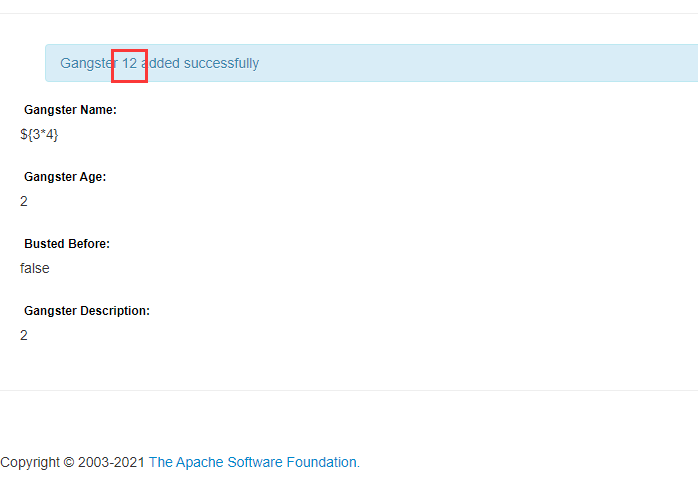 Gangster 12 added successfully
Gangster Name:
${3*4}
Gangster Age:
2
Busted Before:
false
Gangster Description:
2
Copyright © 2003-2021 The Apache Software Foundation.